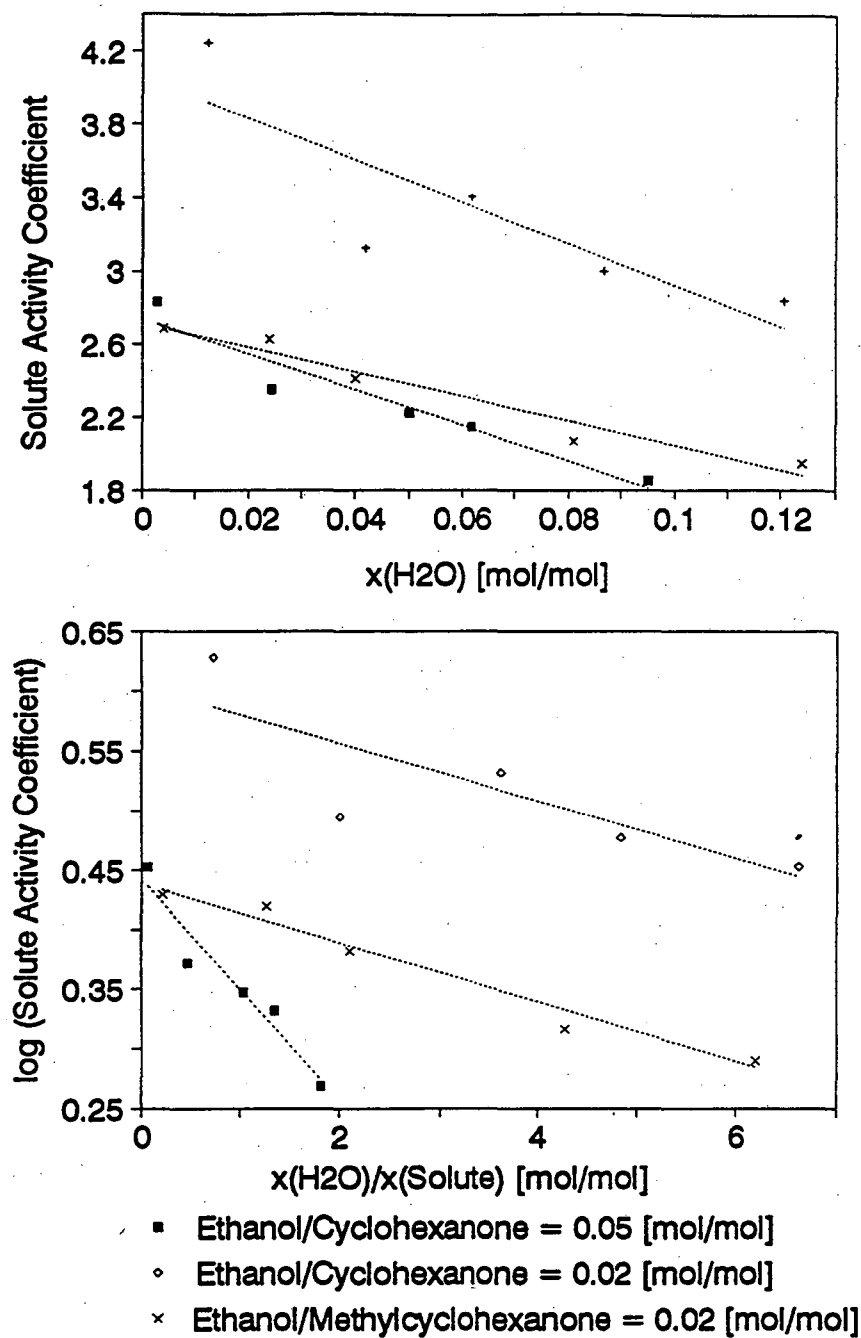 4.2
3.8
3.4
3
2.6
2.2
1.8
Solute Activity Coefficient
0 0.02 0.04 0.06 0.08 0.1 0.12
x(H2O) [mol/mol]
0.65
0.55
0.45
0.35
0.25
log (Solute Activity Coefficient)
0 2 4 6
x(H2O)/x(Solute) [mol/mol]
Ethanol/Cyclohexanone = 0.05 [mol/mol]
Ethanol/Cyclohexanone = 0.02 [mol/mol]
Ethanol/Methylcyclohexanone = 0.02 [mol/mol]